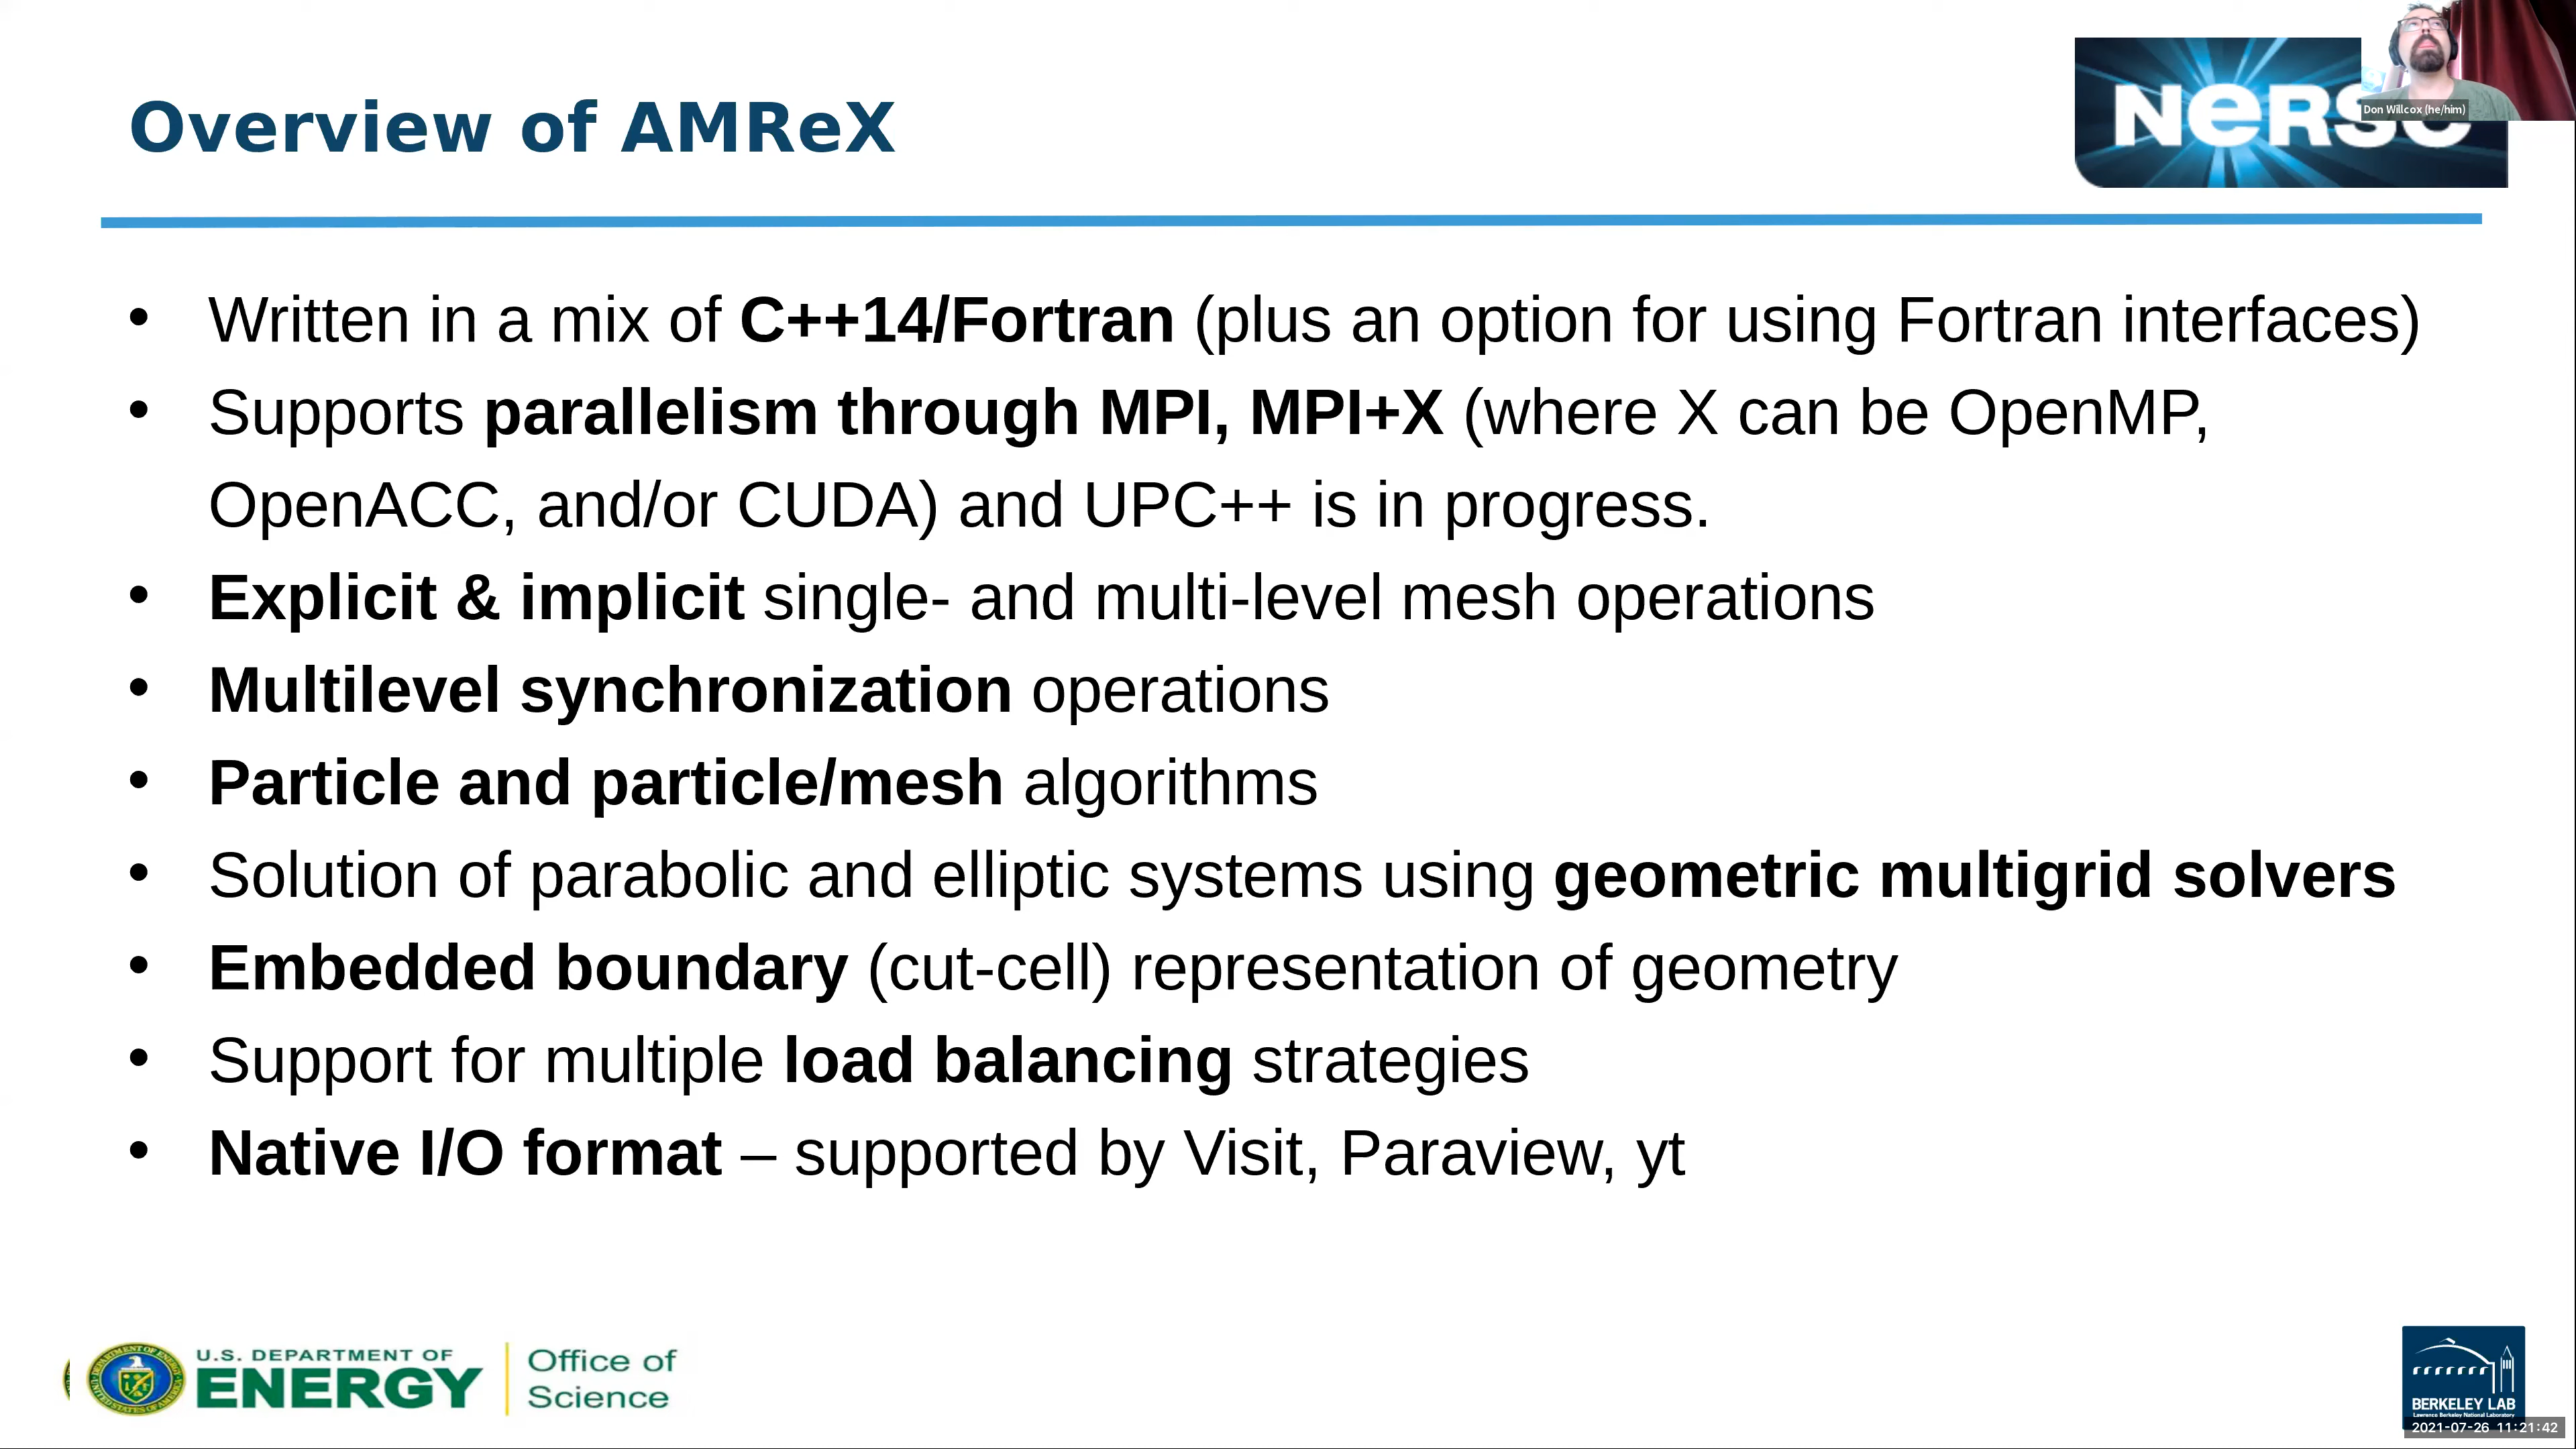 Overview of AMReX
NERSC
Don Willcox (he/him)
• Written in a mix of C++14/Fortran (plus an option for using Fortran interfaces)
• Supports parallelism through MPI, MPI+X (where X can be OpenMP,
OpenACC, and/or CUDA) and UPC++ is in progress.
• Explicit & implicit single- and multi-level mesh operations
• Multilevel synchronization operations
• Particle and particle/mesh algorithms
• Solution of parabolic and elliptic systems using geometric multigrid solvers
• Embedded boundary (cut-cell) representation of geometry
• Support for multiple load balancing strategies
• Native I/O format – supported by Visit, Paraview, yt
U.S. DEPARTMENT OF
ENERGY
Office of
Science
BERKELEY LAB
Lawrence Berkeley National Laboratory
2021-07-26 11:21:42